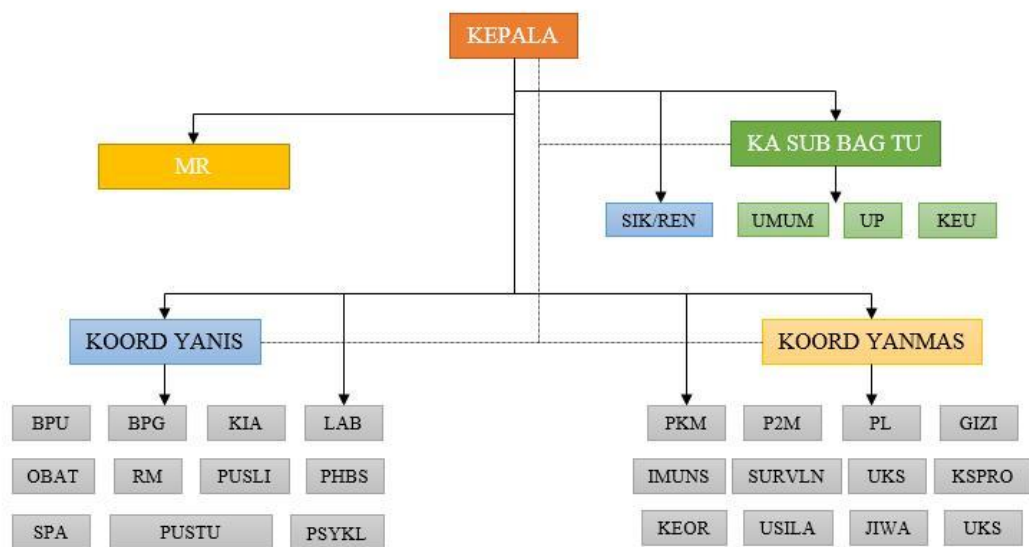 KEPALA
MR
KA SUB BAG TU
SIK/REN
UMUM
UP
KEU
KOORD YANIS
KOORD YANMAS
BPU
BPG
KIA
LAB
PKM
P2M
PL
GIZI
OBAT
RM
PUSLI
PHBS
IMUNS
SURVLN
UKS
KSPRO
SPA
PUSTU
PSYKL
KEOR
USILA
JIWA
UKS